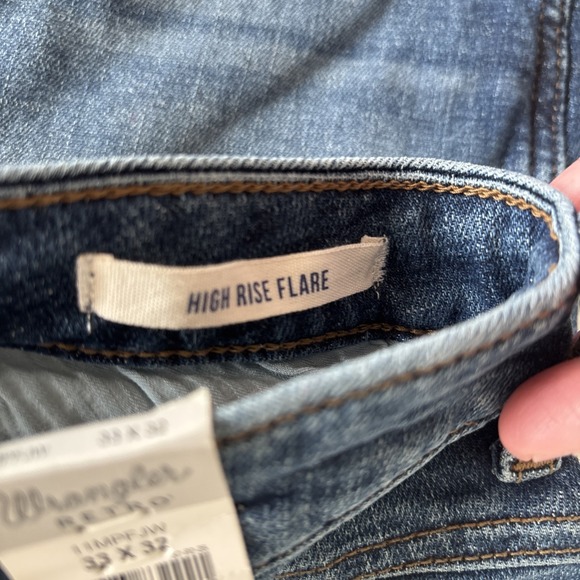 HIGH RISE FLARE
33 X 32
Wrangler
RETRO
11MPFJW
33 X 32